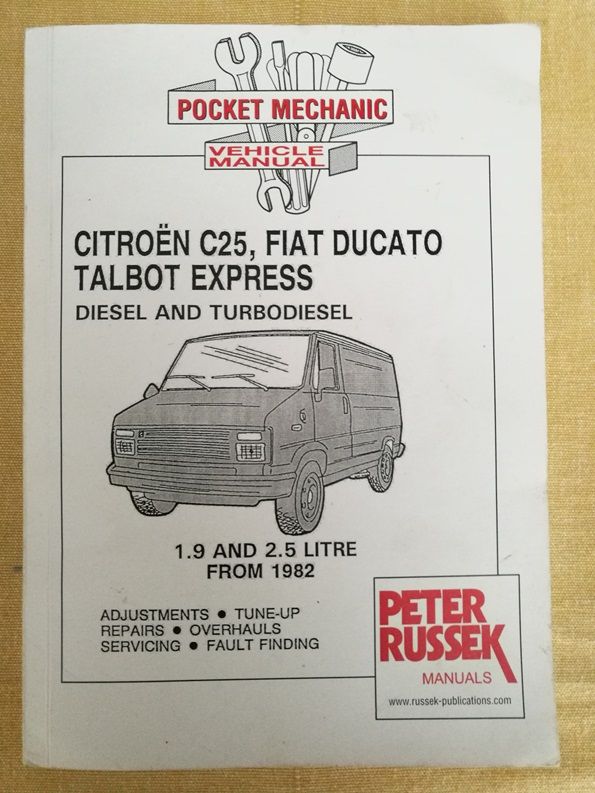 POCKET MECHANIC
VEHICLE
MANUAL
CITROËN C25, FIAT DUCATO
TALBOT EXPRESS
DIESEL AND TURBODIESEL
1.9 AND 2.5 LITRE
FROM 1982
ADJUSTMENTS • TUNE-UP
REPAIRS • OVERHAULS
SERVICING • FAULT FINDING
PETER
RUSSEK
MANUALS
www.russek-publications.com